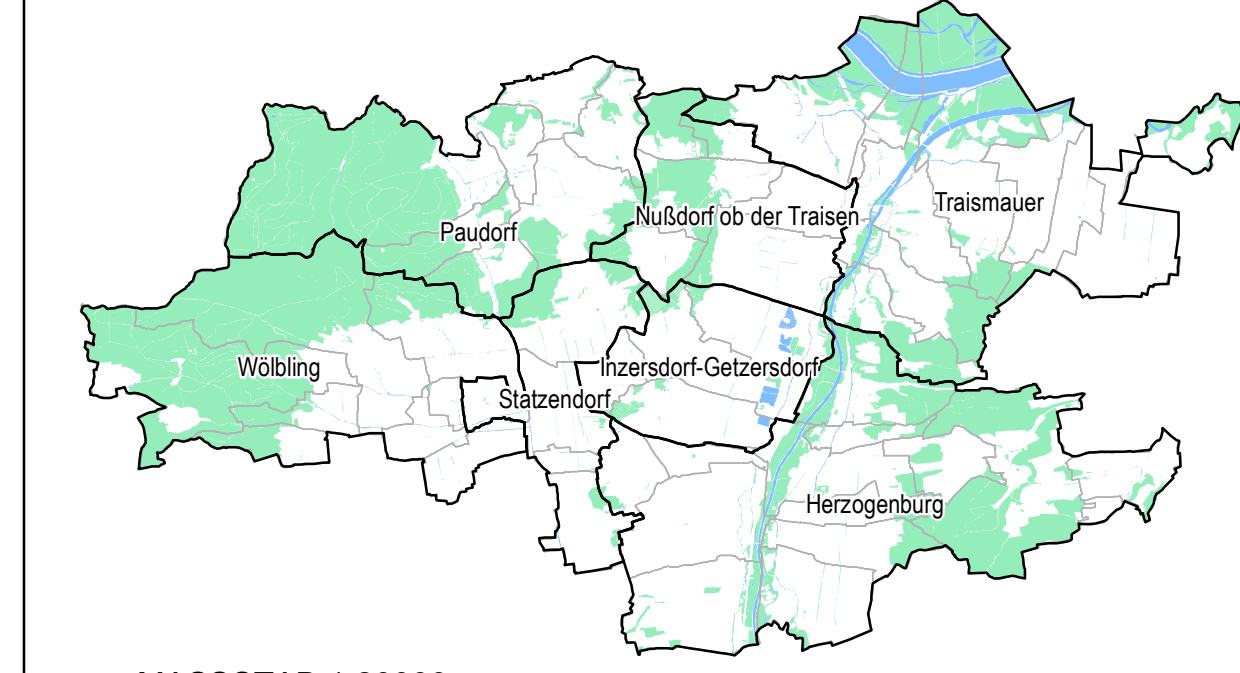 Traismauer
Nußdorf ob der Traisen
Paudorf
Wölbling
Inzersdorf-Getzersdorf
Statzendorf
Herzogenburg